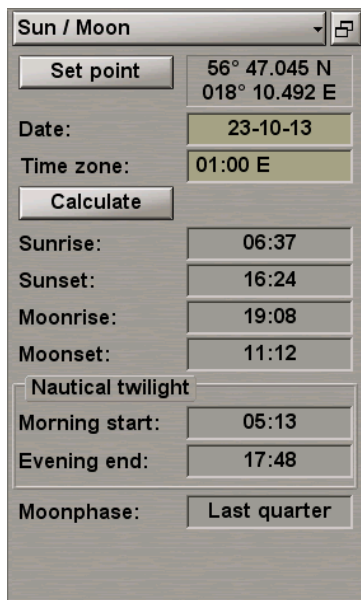 Sun / Moon
Set point
56° 47.045 N
018° 10.492 E
Date: 23-10-13
Time zone: 01:00 E
Calculate
Sunrise: 06:37
Sunset: 16:24
Moonrise: 19:08
Moonset: 11:12
Nautical twilight
Morning start: 05:13
Evening end: 17:48
Moonphase: Last quarter